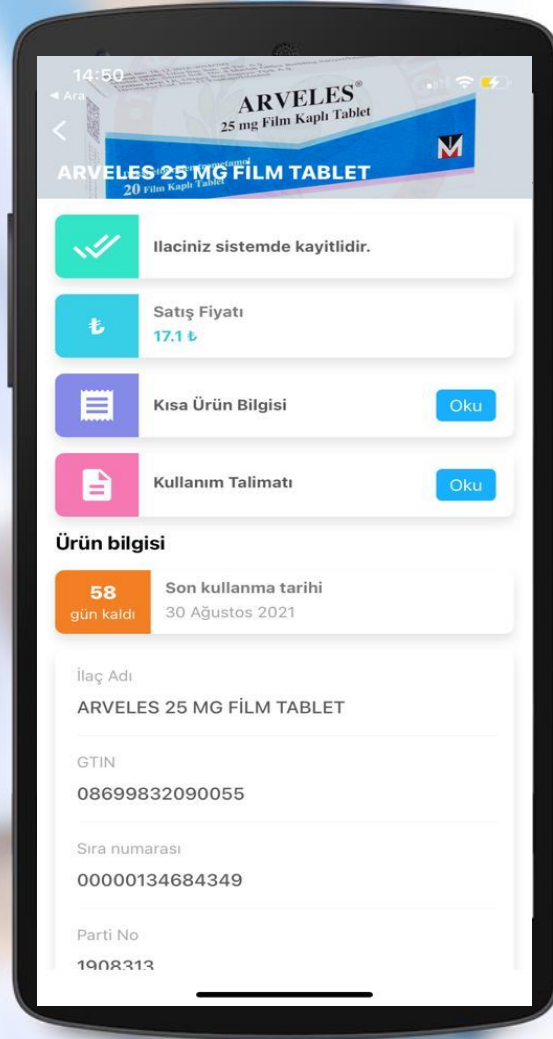 14:50
◀ Ara
ARVELES®
25 mg Film Kaplı Tablet
ARVELES 25 MG FİLM TABLET
20 Film Kaplı Tablet
Ilaciniz sistemde kayitlidir.
Satış Fiyatı
17.1 ₺
Kısa Ürün Bilgisi
Oku
Kullanım Talimatı
Oku
Ürün bilgisi
58
gün kaldı
Son kullanma tarihi
30 Ağustos 2021
İlaç Adı
ARVELES 25 MG FİLM TABLET
GTIN
08699832090055
Sıra numarası
00000134684349
Parti No
1908313